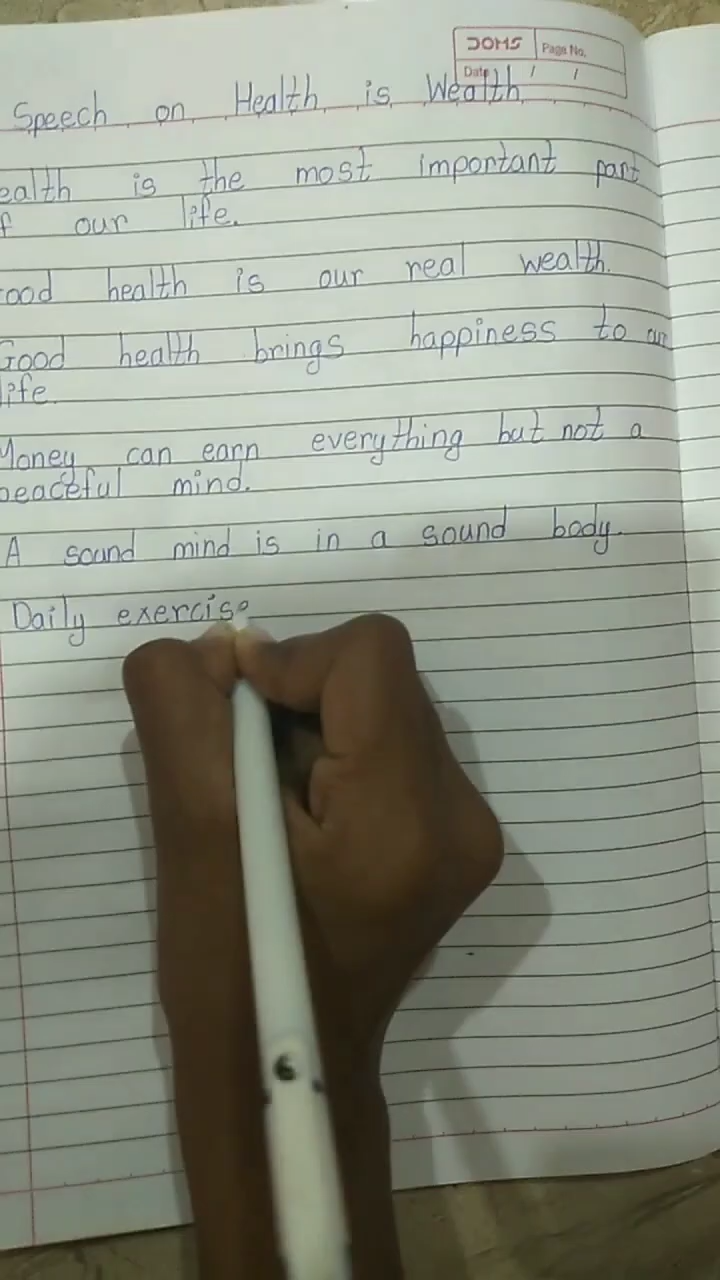 DOMS
Page No.
Date / /
Speech on Health is Wealth
ealth is the most important part
f our life.
ood health is our real wealth.
Good health brings happiness to our
life.
Money can earn everything but not a
peaceful mind.
A sound mind is in a sound body.
Daily exercise